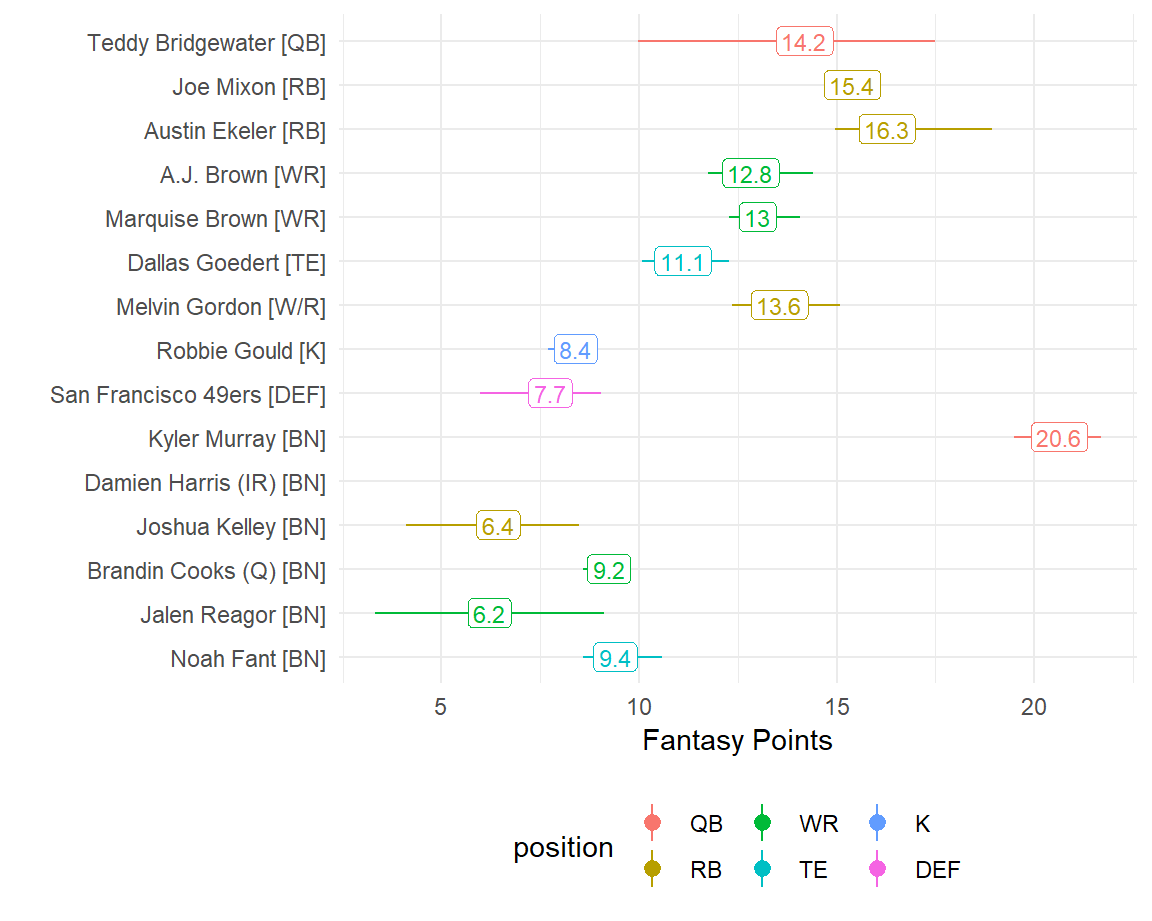 Teddy Bridgewater [QB] 14.2
Joe Mixon [RB] 15.4
Austin Ekeler [RB] 16.3
A.J. Brown [WR] 12.8
Marquise Brown [WR] 13
Dallas Goedert [TE] 11.1
Melvin Gordon [W/R] 13.6
Robbie Gould [K] 8.4
San Francisco 49ers [DEF] 7.7
Kyler Murray [BN] 20.6
Damien Harris (IR) [BN]
Joshua Kelley [BN] 6.4
Brandin Cooks (Q) [BN] 9.2
Jalen Reagor [BN] 6.2
Noah Fant [BN] 9.4
5 10 15 20
Fantasy Points
position
QB WR K
RB TE DEF